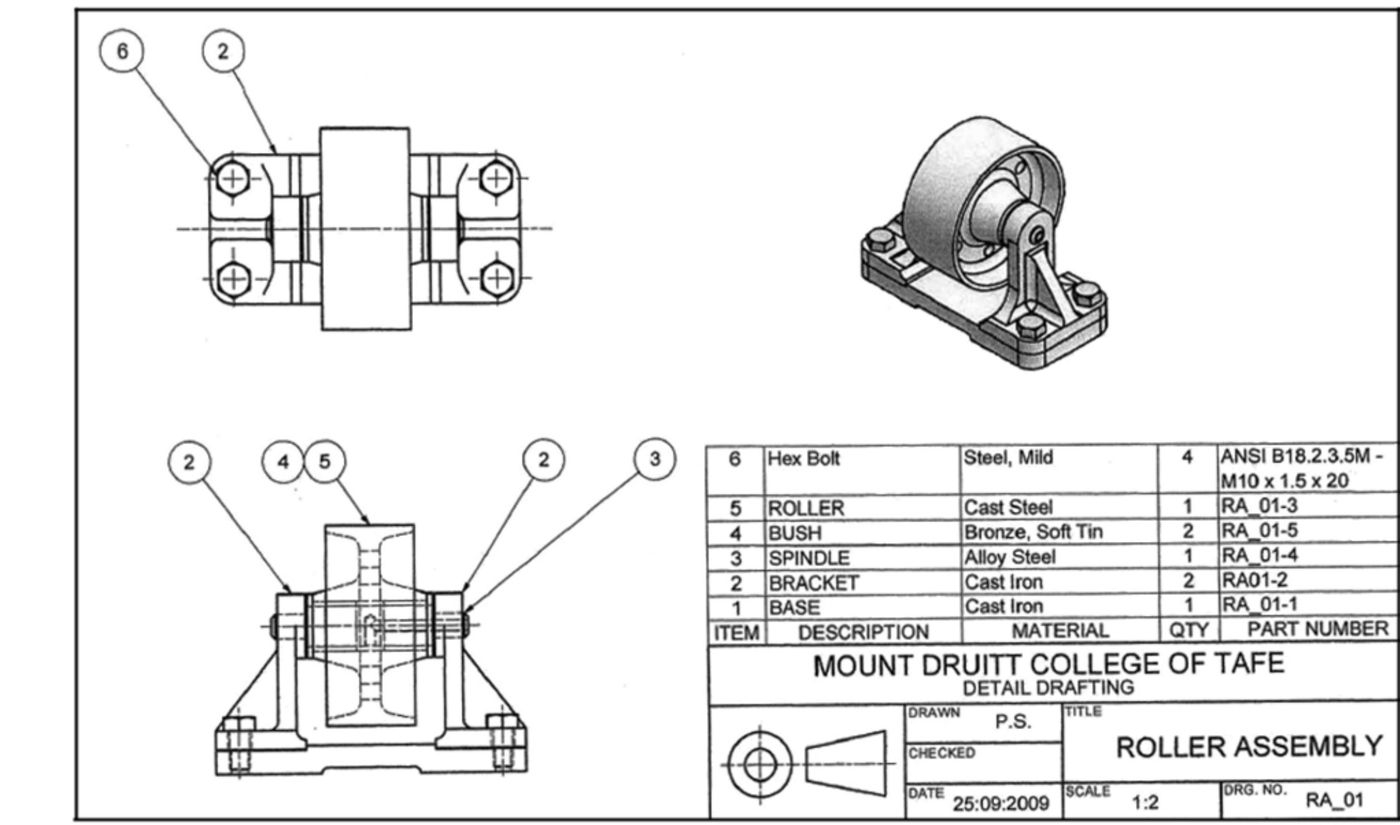 6 2
2 4 5 2 3
6 Hex Bolt Steel, Mild 4 ANSI B18.2.3.5M -
M10 x 1.5 x 20
5 ROLLER Cast Steel 1 RA_01-3
4 BUSH Bronze, Soft Tin 2 RA_01-5
3 SPINDLE Alloy Steel 1 RA_01-4
2 BRACKET Cast Iron 2 RA01-2
1 BASE Cast Iron 1 RA_01-1
ITEM DESCRIPTION MATERIAL QTY PART NUMBER
MOUNT DRUITT COLLEGE OF TAFE
DETAIL DRAFTING
DRAWN P.S.
TITLE
ROLLER ASSEMBLY
CHECKED
DATE 25:09:2009
SCALE 1:2
DRG. NO. RA_01